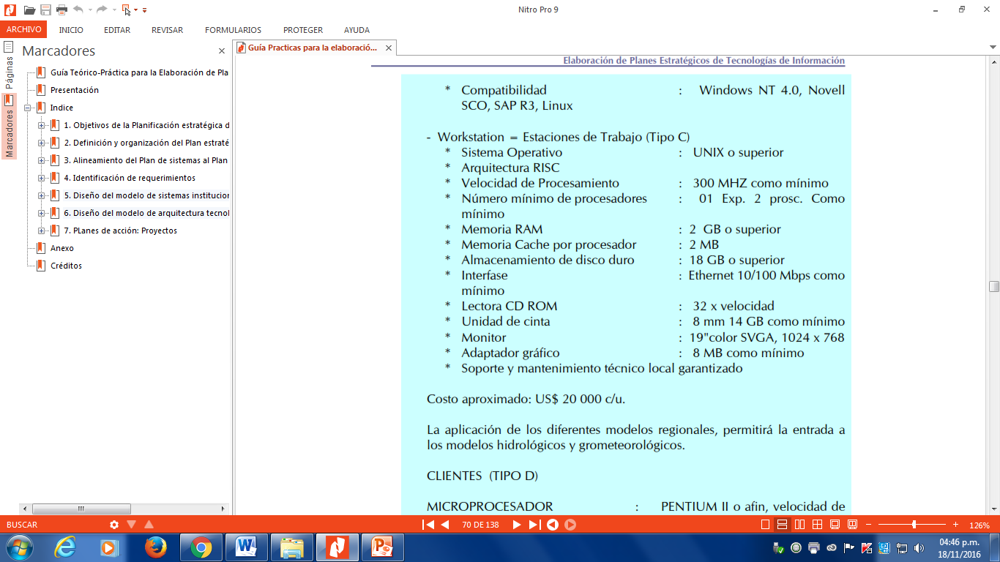 Nitro Pro 9
ARCHIVO INICIO EDITAR REVISAR FORMULARIOS PROTEGER AYUDA
Páginas
Marcadores
Marcadores
Guía Teórico-Práctica para la Elaboración de Pla
Presentación
Indice
1. Objetivos de la Planificación estratégica d
2. Definición y organización del Plan estraté
3. Alineamiento del Plan de sistemas al Plan
4. Identificación de requerimientos
5. Diseño del modelo de sistemas institucior
6. Diseño del modelo de arquitectura tecnol
7. PLanes de acción: Proyectos
Anexo
Créditos
Guía Practicas para la elaboració...
Elaboración de Planes Estratégicos de Tecnologías de Información
* Compatibilidad : Windows NT 4.0, Novell
SCO, SAP R3, Linux
- Workstation = Estaciones de Trabajo (Tipo C)
* Sistema Operativo : UNIX o superior
* Arquitectura RISC
* Velocidad de Procesamiento : 300 MHZ como mínimo
* Número mínimo de procesadores : 01 Exp. 2 prosc. Como
mínimo
* Memoria RAM : 2 GB o superior
* Memoria Cache por procesador : 2 MB
* Almacenamiento de disco duro : 18 GB o superior
* Interfase : Ethernet 10/100 Mbps como
mínimo
* Lectora CD ROM : 32 x velocidad
* Unidad de cinta : 8 mm 14 GB como mínimo
* Monitor : 19"color SVGA, 1024 x 768
* Adaptador gráfico : 8 MB como mínimo
* Soporte y mantenimiento técnico local garantizado
Costo aproximado: US$ 20 000 c/u.
La aplicación de los diferentes modelos regionales, permitirá la entrada a
los modelos hidrológicos y grometeorológicos.
CLIENTES (TIPO D)
MICROPROCESADOR : PENTIUM II o afin, velocidad de
BUSCAR
70 DE 138
126%
04:46 p.m.
18/11/2016